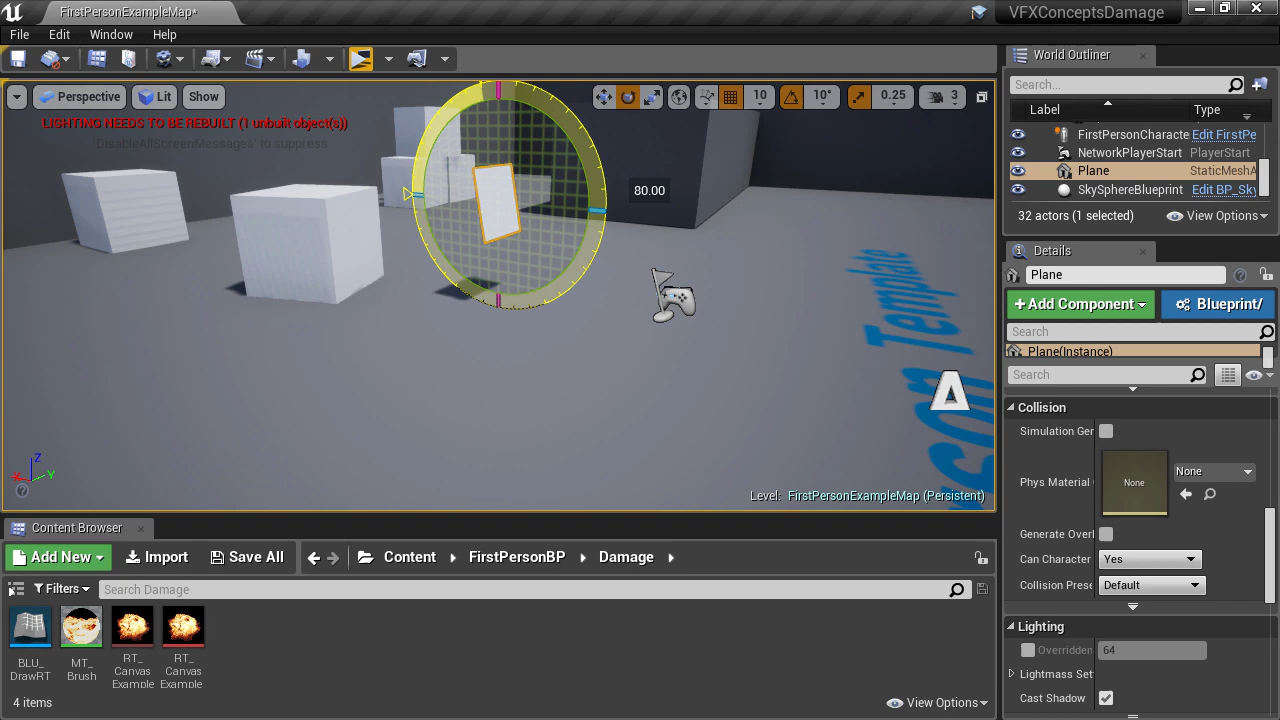 FirstPersonExampleMap*
VFXConceptsDamage
File Edit Window Help
World Outliner
Search...
Label Type
Perspective Lit Show
10 10° 0.25 3
LIGHTING NEEDS TO BE REBUILT (1 unbuilt object(s))
'DisableAllScreenMessages' to suppress
FirstPersonCharacte Edit FirstPe
NetworkPlayerStart PlayerStart
Plane StaticMeshA
SkySphereBlueprint Edit BP_Sky
32 actors (1 selected) View Options
80.00
Details
Plane
+Add Component Blueprint/
Search
Plane(Instance)
Search
Collision
Simulation Ger
Phys Material
None
None
Generate Overl
Can Character Yes
Collision Prese Default
Lighting
Overridden 64
Lightmass Set
Cast Shadow
Template
Z
X Y
Level: FirstPersonExampleMap (Persistent)
Content Browser
Add New Import Save All Content FirstPersonBP Damage
Filters Search Damage
BLU_
DrawRT
MT_
Brush
RT_
Canvas
Example
RT_
Canvas
Example
4 items
View Options